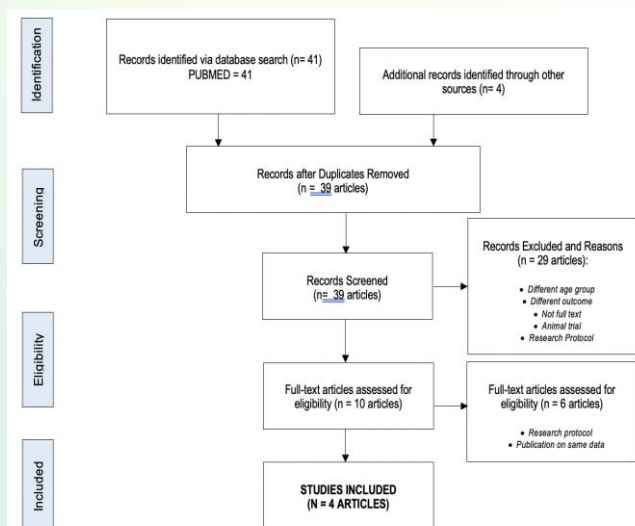 Identification
Records identified via database search (n= 41)
PUBMED = 41
Additional records identified through other
sources (n= 4)
Screening
Records after Duplicates Removed
(n = 39 articles)
Records Screened
(n= 39 articles)
Records Excluded and Reasons
(n = 29 articles):
• Different age group
• Different outcome
• Not full text
• Animal trial
• Research Protocol
Eligibility
Full-text articles assessed for
eligibility (n = 10 articles)
Full-text articles assessed for
eligibility (n = 6 articles)
• Research protocol
• Publication on same data
Included
STUDIES INCLUDED
(N = 4 ARTICLES)